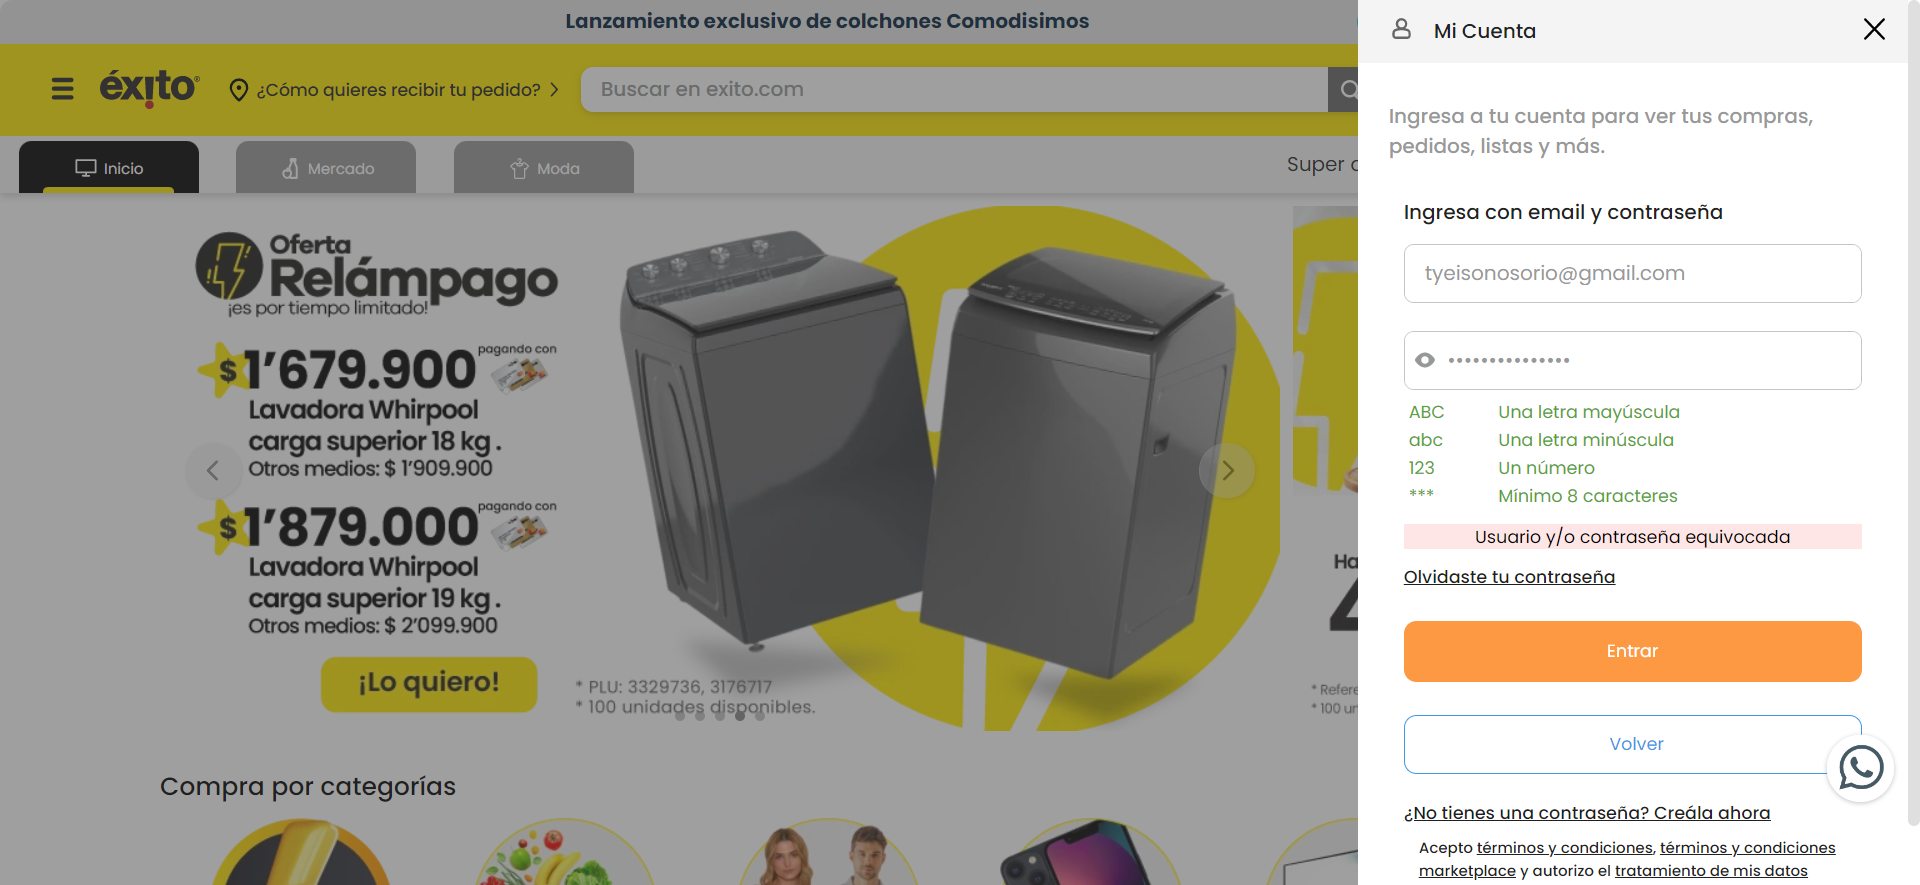 Lanzamiento exclusivo de colchones Comodisimos
éxito
¿Cómo quieres recibir tu pedido?
Buscar en exito.com
Inicio
Mercado
Moda
Super
Oferta
Relámpago
¡es por tiempo limitado!
$ 1’679.900 pagando con
Lavadora Whirpool
carga superior 18 kg.
Otros medios: $ 1’909.900
$ 1’879.000 pagando con
Lavadora Whirpool
carga superior 19 kg.
Otros medios: $ 2’099.900
¡Lo quiero!
* PLU: 3329736, 3176717
* 100 unidades disponibles.
Ha
* Refere
* 100 un
Compra por categorías
Mi Cuenta
Ingresa a tu cuenta para ver tus compras,
pedidos, listas y más.
Ingresa con email y contraseña
tyeisonosorio@gmail.com
•••••••••••••••
ABC Una letra mayúscula
abc Una letra minúscula
123 Un número
*** Mínimo 8 caracteres
Usuario y/o contraseña equivocada
Olvidaste tu contraseña
Entrar
Volver
¿No tienes una contraseña? Creála ahora
Acepto términos y condiciones, términos y condiciones
marketplace y autorizo el tratamiento de mis datos